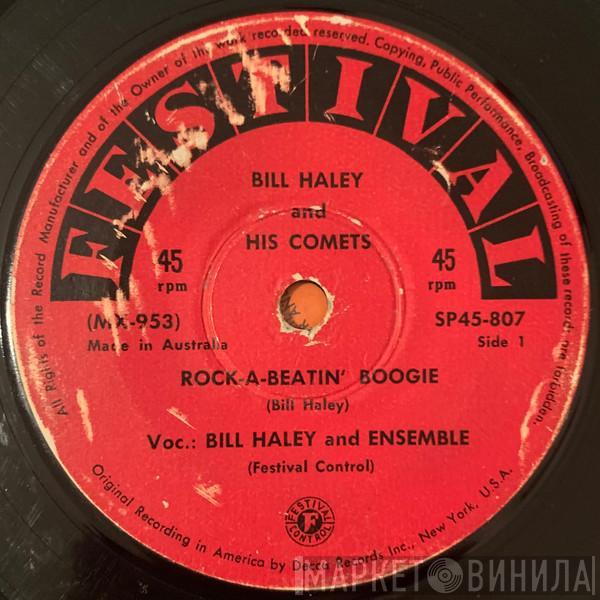 All Rights of the Record Manufacturer and of the Owner of the work recorded reserved. Copying, Public Performance, Broadcasting of these records are forbidden.
FESTIVAL
BILL HALEY
and
HIS COMETS
45
rpm
45
rpm
(MX-953)
Made in Australia
SP45-807
Side 1
ROCK-A-BEATIN' BOOGIE
(Bill Haley)
Voc.: BILL HALEY and ENSEMBLE
(Festival Control)
FESTIVAL
F
CONTROL
Original Recording in America by Decca Records Inc., New York, U.S.A.
МАРКЕТ ВИНИЛА